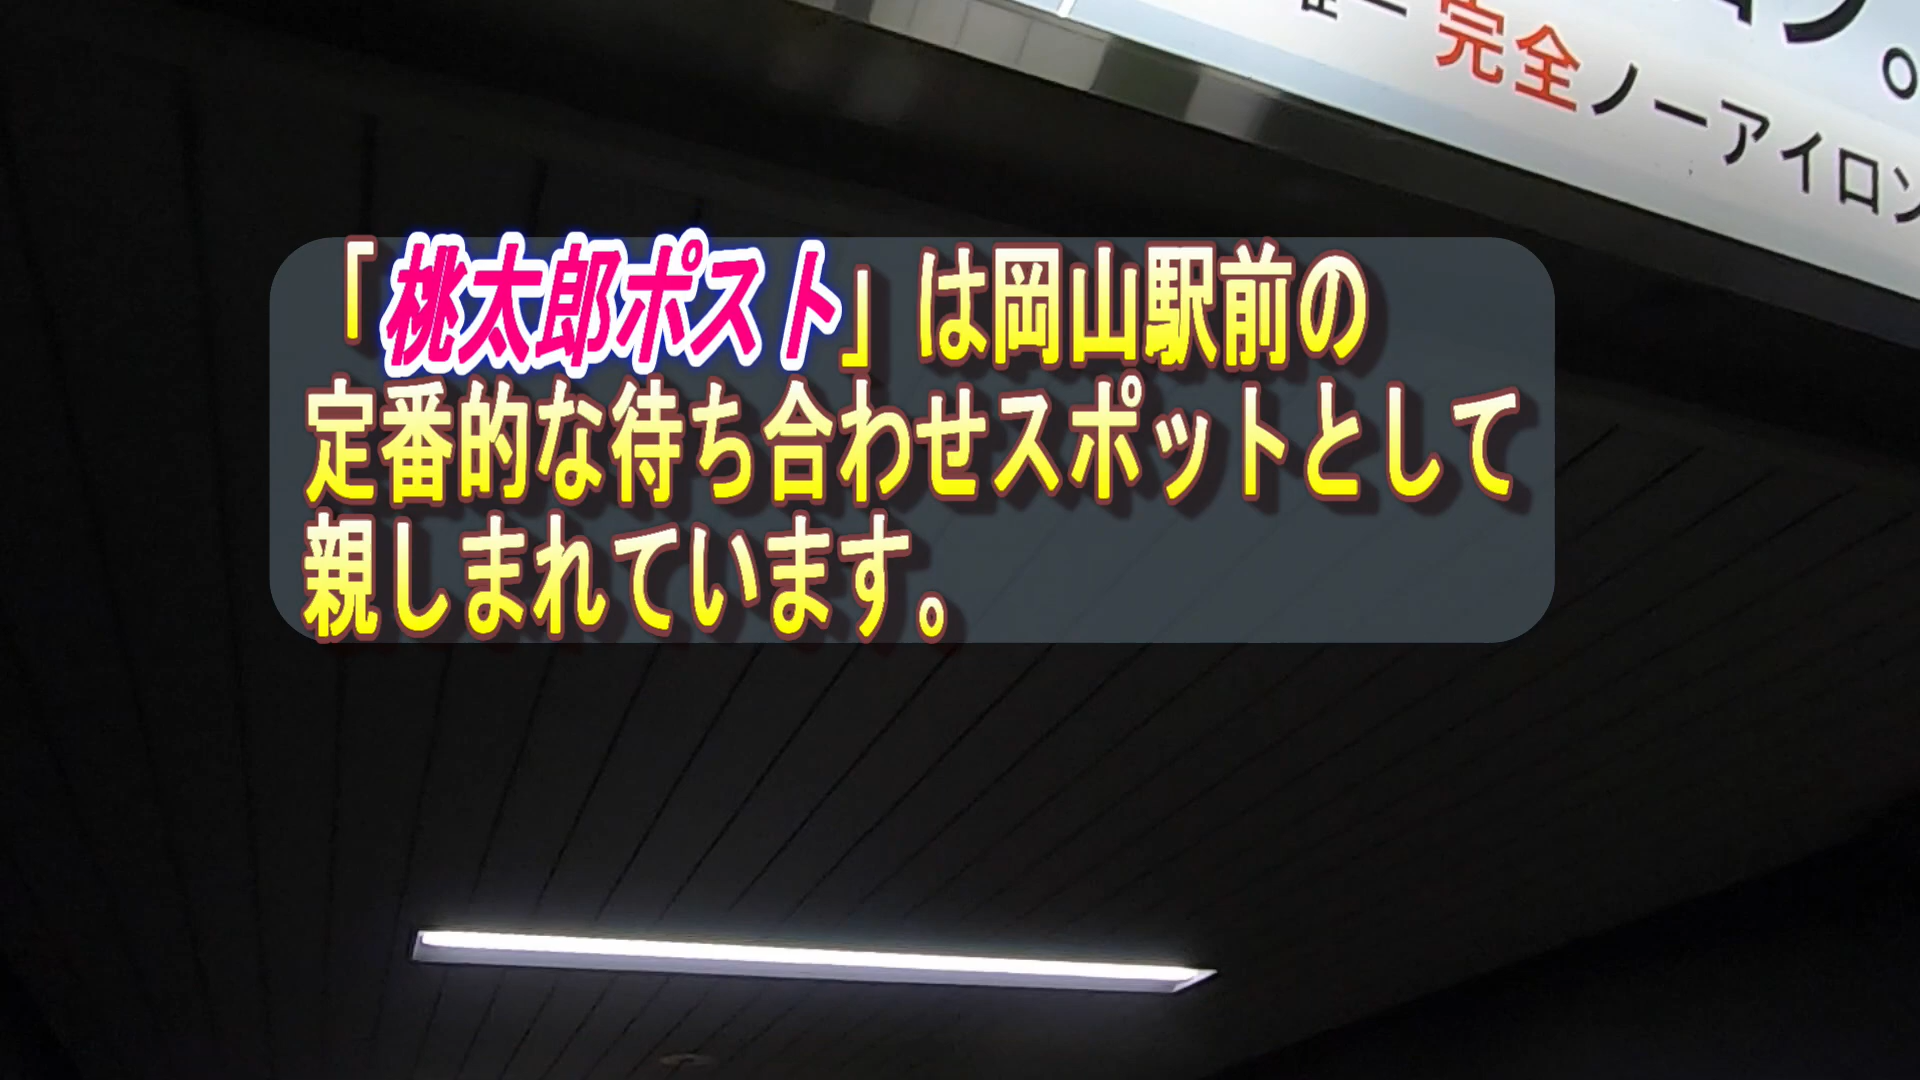 完全ノーアイロン
「桃太郎ポスト」は岡山駅前の
定番的な待ち合わせスポットとして
親しまれています。